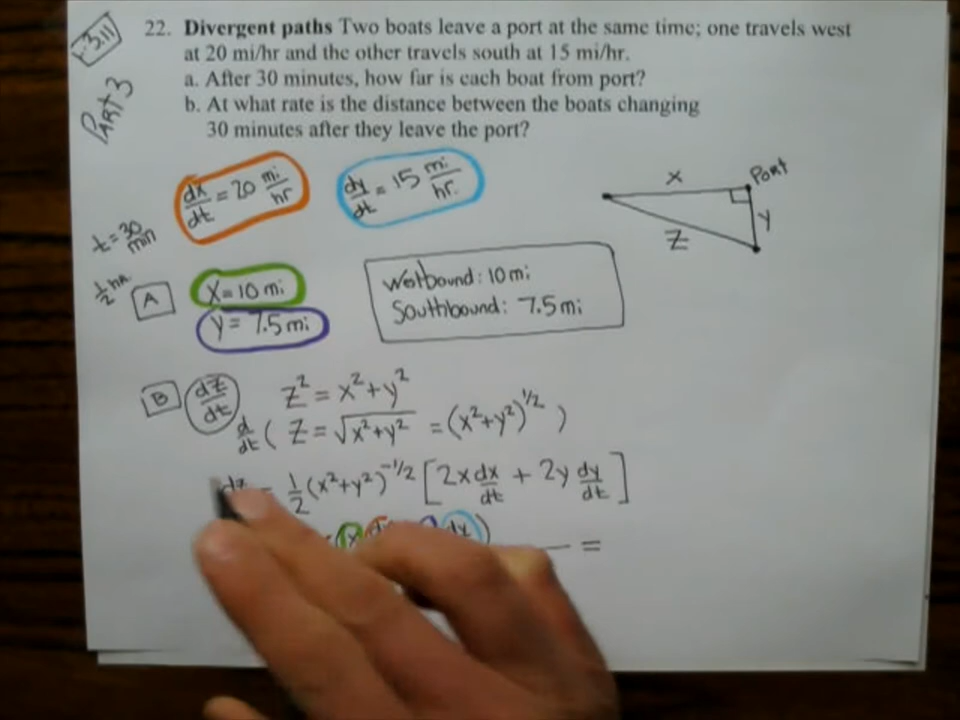 3.11
PART 3
22. Divergent paths Two boats leave a port at the same time; one travels west
at 20 mi/hr and the other travels south at 15 mi/hr.
a. After 30 minutes, how far is each boat from port?
b. At what rate is the distance between the boats changing
30 minutes after they leave the port?
dx/dt = 20 mi/hr
dy/dt = 15 mi/hr.
x
Port
y
z
t = 30 min
1/2 hr
A
x = 10 mi
y = 7.5 mi
Westbound: 10 mi
Southbound: 7.5 mi
B
dz/dt
z² = x² + y²
d/dt ( z = √x²+y² = (x²+y²)^1/2 )
dz = 1/2 (x²+y²)^-1/2 [2x dx/dt + 2y dy/dt]
x dy ) =